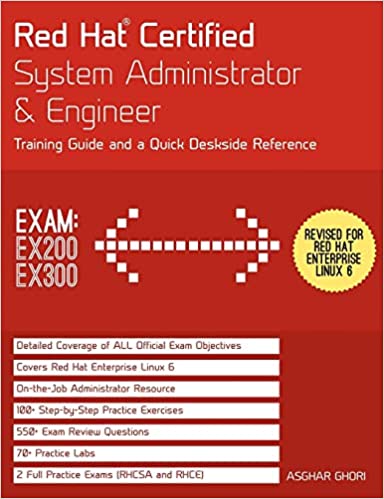 Red Hat® Certified
System Administrator
& Engineer
Training Guide and a Quick Deskside Reference
EXAM:
EX200
EX300
REVISED FOR
RED HAT
ENTERPRISE
LINUX 6
Detailed Coverage of ALL Official Exam Objectives
Covers Red Hat Enterprise Linux 6
On-the-Job Administrator Resource
100+ Step-by-Step Practice Exercises
550+ Exam Review Questions
70+ Practice Labs
2 Full Practice Exams (RHCSA and RHCE)
ASGHAR GHORI